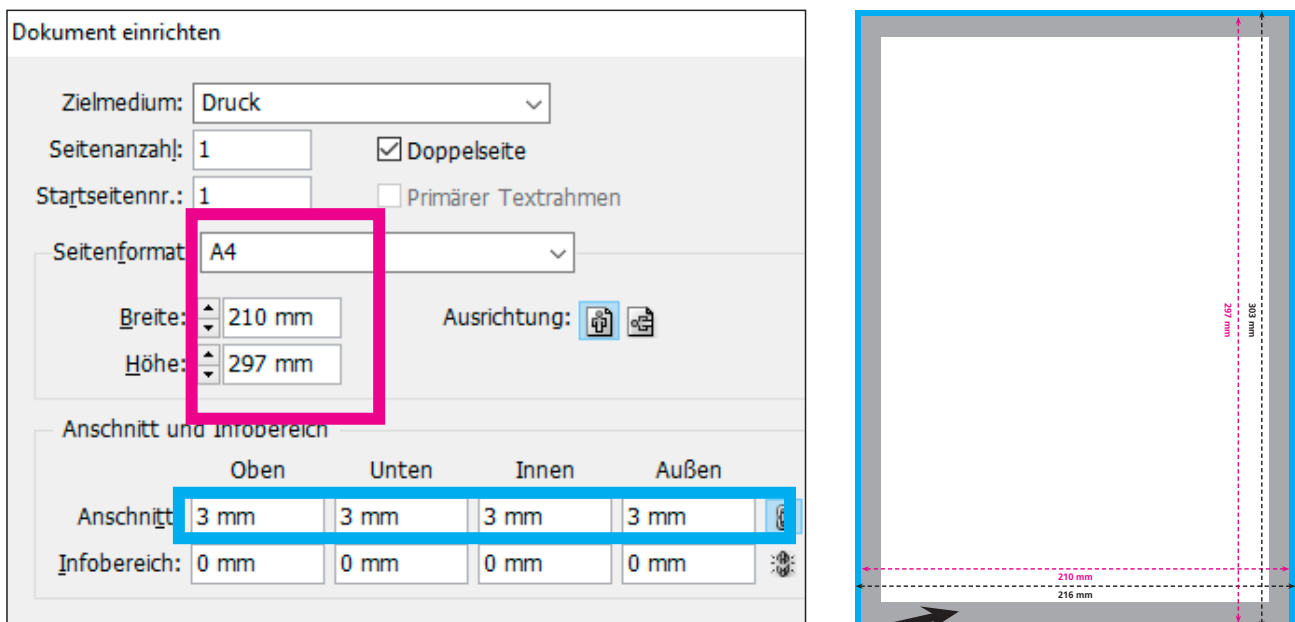 Dokument einrichten
Zielmedium: Druck
Seitenanzahl: 1 Doppelseite
Startseitennr.: 1 Primärer Textrahmen
Seitenformat A4
Breite: 210 mm Ausrichtung:
Höhe: 297 mm
Anschnitt und Infobereich
Oben Unten Innen Außen
Anschnitt 3 mm 3 mm 3 mm 3 mm
Infobereich: 0 mm 0 mm 0 mm 0 mm
297 mm
303 mm
210 mm
216 mm